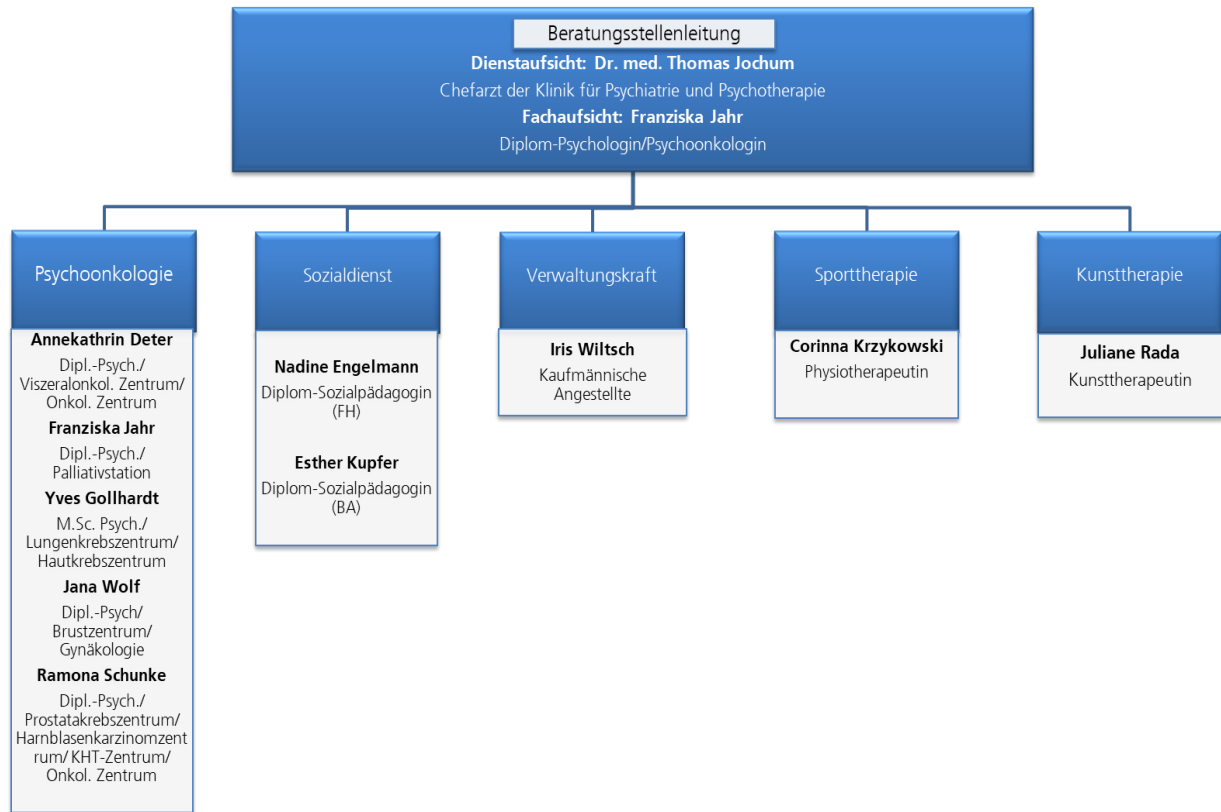 Beratungsstellenleitung
Dienstaufsicht: Dr. med. Thomas Jochum
Chefarzt der Klinik für Psychiatrie und Psychotherapie
Fachaufsicht: Franziska Jahr
Diplom-Psychologin/Psychoonkologin
Psychoonkologie
Annekathrin Deter
Dipl.-Psych./
Viszeralonkol. Zentrum/
Onkol. Zentrum
Franziska Jahr
Dipl.-Psych./
Palliativstation
Yves Gollhardt
M.Sc. Psych./
Lungenkrebszentrum/
Hautkrebszentrum
Jana Wolf
Dipl.-Psych/
Brustzentrum/
Gynäkologie
Ramona Schunke
Dipl.-Psych./
Prostatakrebszentrum/
Harnblasenkarzinomzent
rum/ KHT-Zentrum/
Onkol. Zentrum
Sozialdienst
Nadine Engelmann
Diplom-Sozialpädagogin
(FH)
Esther Kupfer
Diplom-Sozialpädagogin
(BA)
Verwaltungskraft
Iris Wiltsch
Kaufmännische
Angestellte
Sporttherapie
Corinna Krzykowski
Physiotherapeutin
Kunsttherapie
Juliane Rada
Kunsttherapeutin